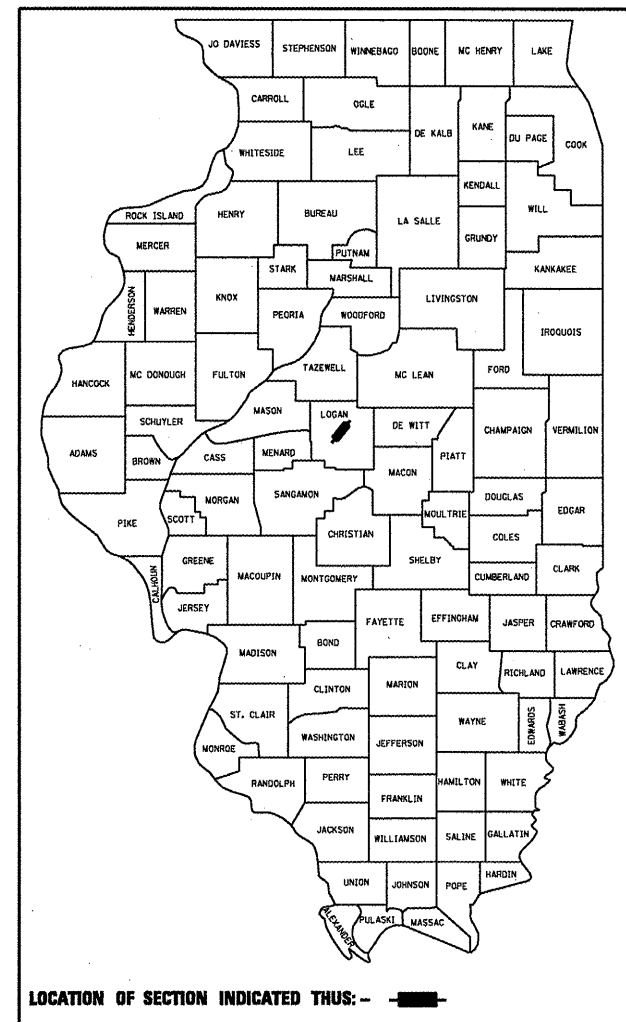 JO DAVIESS STEPHENSON WINNEBAGO BOONE MC HENRY LAKE
CARROLL OGLE DE KALB KANE DU PAGE COOK
WHITESIDE LEE
KENDALL WILL
ROCK ISLAND HENRY BUREAU LA SALLE GRUNDY
MERCER PUTNAM KANKAKEE
STARK MARSHALL
HENDERSON WARREN KNOX PEORIA WOODFORD LIVINGSTON IROQUOIS
TAZEWELL MC LEAN FORD
HANCOCK MC DONOUGH FULTON
MASON LOGAN DE WITT CHAMPAIGN VERMILION
SCHUYLER
ADAMS BROWN CASS MENARD MACON PIATT
MORGAN SANGAMON DOUGLAS EDGAR
PIKE SCOTT CHRISTIAN MOULTRIE COLES
GREENE MACOUPIN MONTGOMERY SHELBY CUMBERLAND CLARK
CALHOUN JERSEY FAYETTE EFFINGHAM JASPER CRAWFORD
MADISON BOND
CLAY RICHLAND LAWRENCE
CLINTON MARION
ST. CLAIR WAYNE EDWARDS WABASH
MONROE WASHINGTON JEFFERSON
RANDOLPH PERRY HAMILTON WHITE
FRANKLIN
JACKSON WILLIAMSON SALINE GALLATIN
UNION JOHNSON POPE HARDIN
ALEXANDER PULASKI MASSAC
LOCATION OF SECTION INDICATED THUS: – – –